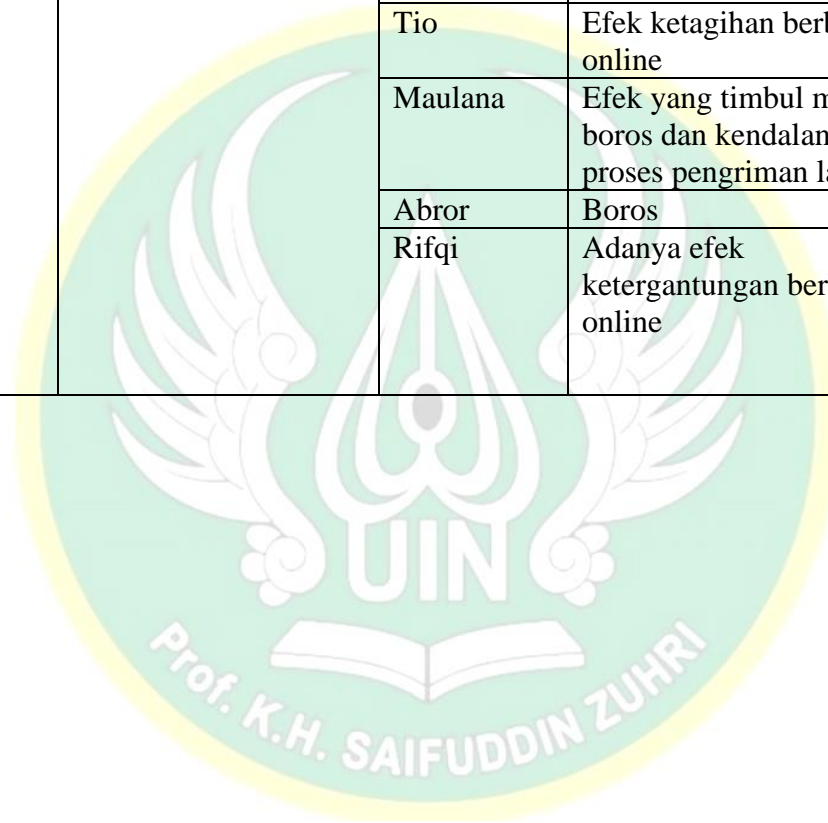 Tio
Efek ketagihan
online
Maulana
Efek yang timbul
boros dan
proses pengriman
Abror
Boros
Rifqi
Adanya efek
ketergantungan
online
UIN
Prof. K.H. SAIFUDDIN ZUHRI